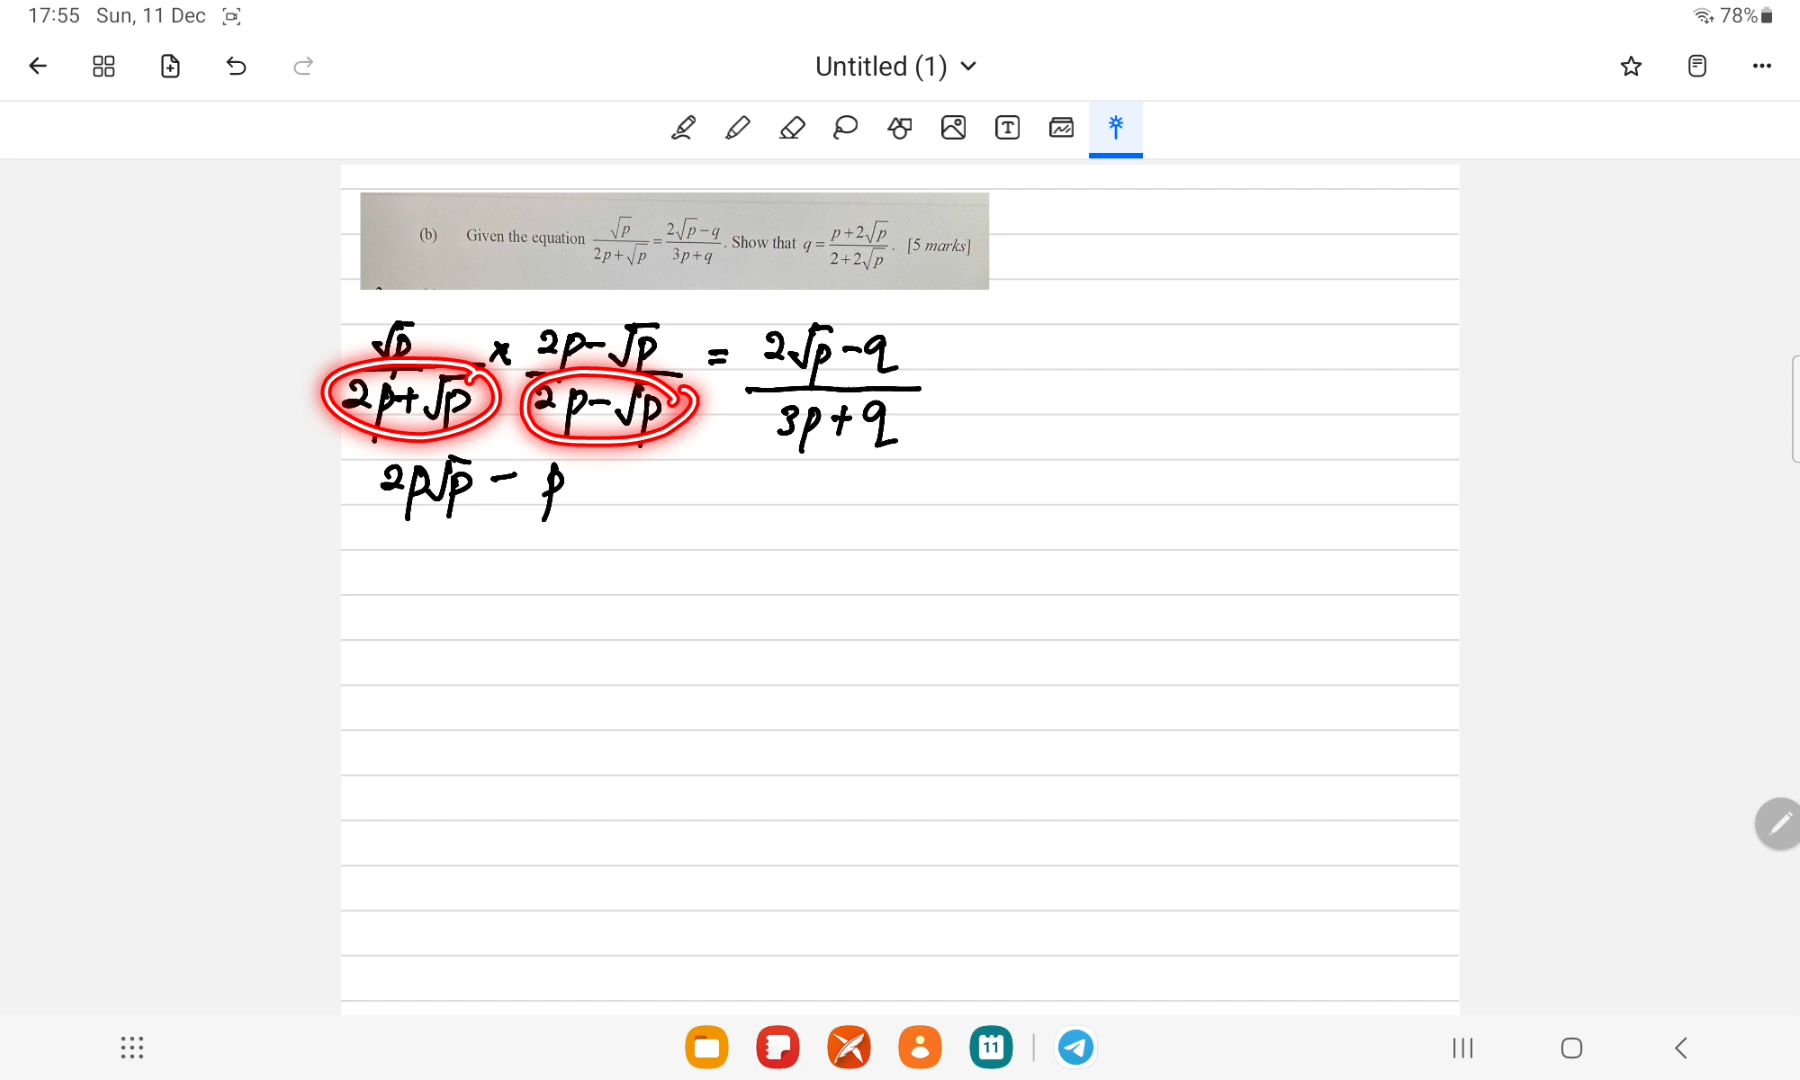 17:55 Sun, 11 Dec 78%
Untitled (1)
(b) Given the equation √p/(2p+√p) = (2√p−q)/(3p+q). Show that q = (p+2√p)/(2+2√p). [5 marks]
√p/(2p+√p) × (2p−√p)/(2p−√p) = (2√p−q)/(3p+q)
2p√p − p
11